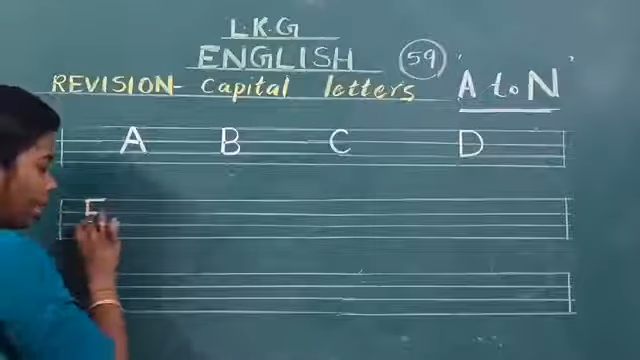 L.K.G
ENGLISH 59
REVISION- Capital letters 'A to N'
A B C D
E